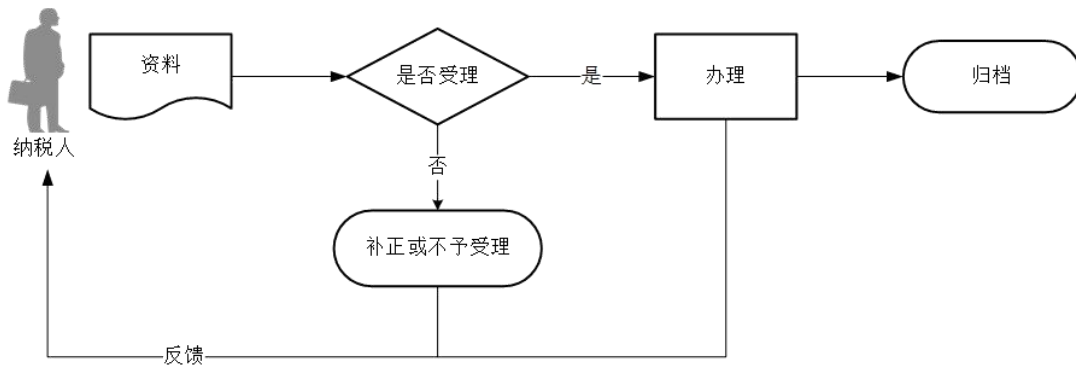 资料
是否受理
是
办理
归档
纳税人
否
补正或不予受理
反馈